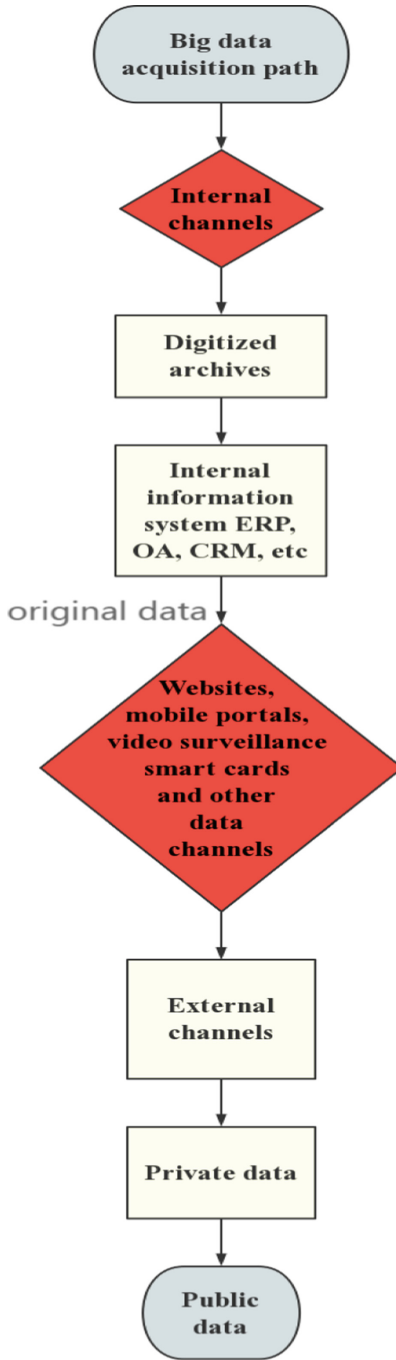 Big data
acquisition path
Internal
channels
Digitized
archives
Internal
information
system ERP,
OA, CRM, etc
original data
Websites,
mobile portals,
video surveillance
smart cards
and other
data
channels
External
channels
Private data
Public
data